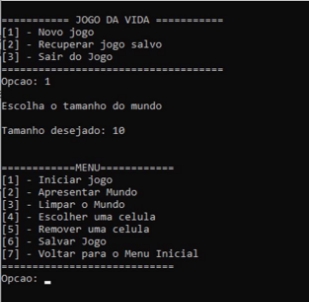 =========== JOGO DA VIDA ===========
[1] - Novo jogo
[2] - Recuperar jogo salvo
[3] - Sair do Jogo
====================================
Opcao: 1
Escolha o tamanho do mundo
Tamanho desejado: 10
============MENU============
[1] - Iniciar jogo
[2] - Apresentar Mundo
[3] - Limpar o Mundo
[4] - Escolher uma celula
[5] - Remover uma celula
[6] - Salvar Jogo
[7] - Voltar para o Menu Inicial
============================
Opcao: _